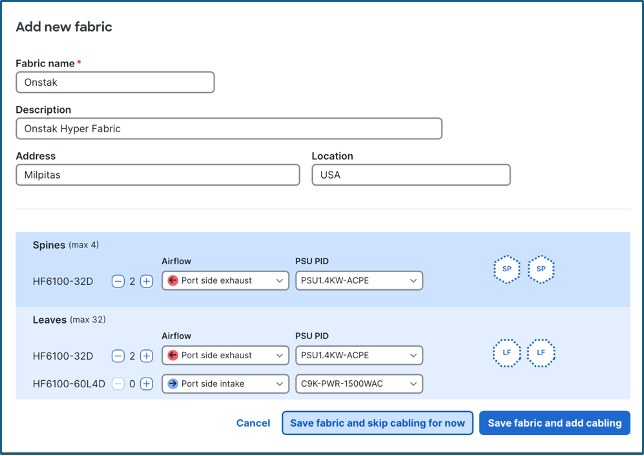 Add new fabric
Fabric name *
Onstak
Description
Onstak Hyper Fabric
Address Location
Milpitas USA
Spines (max 4)
Airflow PSU PID
HF6100-32D 2 Port side exhaust PSU1.4KW-ACPE SP SP
Leaves (max 32)
Airflow PSU PID
HF6100-32D 2 Port side exhaust PSU1.4KW-ACPE LF LF
HF6100-60L4D 0 Port side intake C9K-PWR-1500WAC
Cancel Save fabric and skip cabling for now Save fabric and add cabling